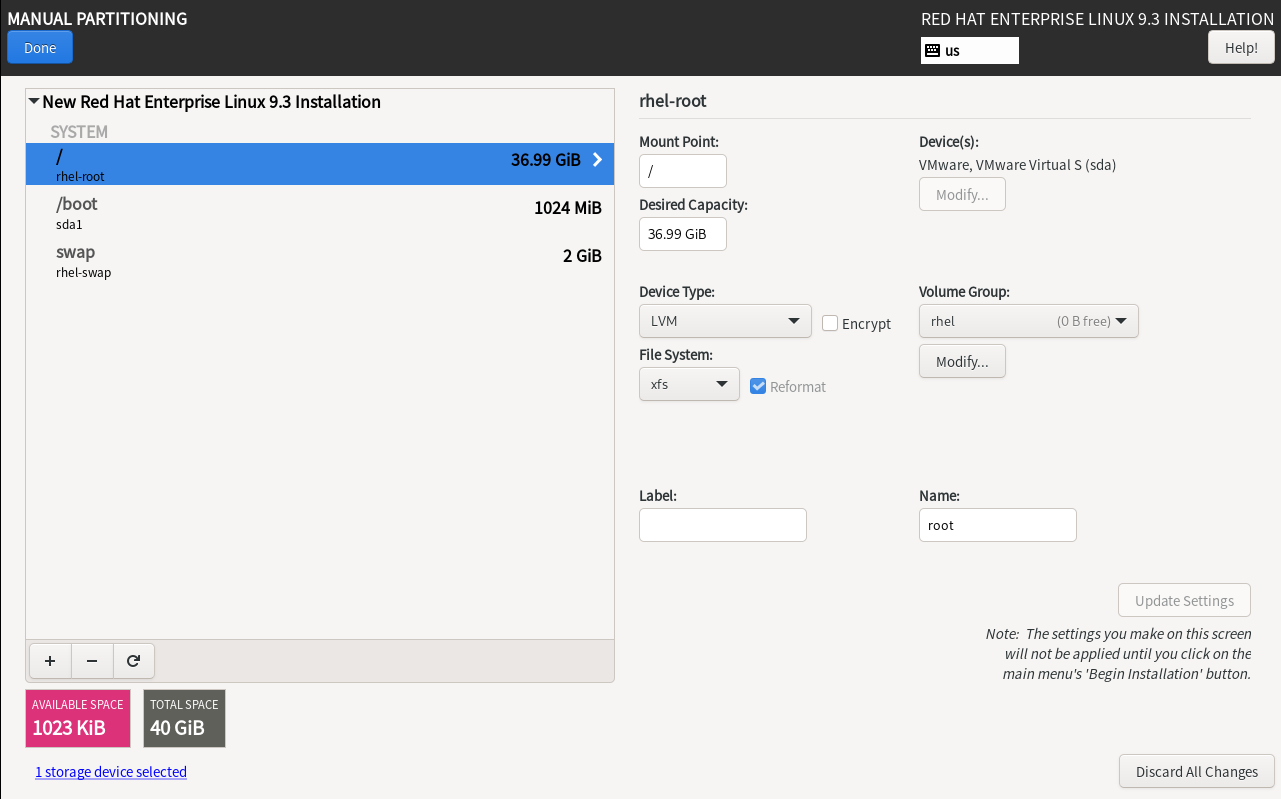 MANUAL PARTITIONING
RED HAT ENTERPRISE LINUX 9.3 INSTALLATION
Done
us
Help!
New Red Hat Enterprise Linux 9.3 Installation
SYSTEM
/
36.99 GiB
rhel-root
/boot
1024 MiB
sda1
swap
2 GiB
rhel-swap
+ −
AVAILABLE SPACE
1023 KiB
TOTAL SPACE
40 GiB
1 storage device selected
rhel-root
Mount Point:
/
Device(s):
VMware, VMware Virtual S (sda)
Modify...
Desired Capacity:
36.99 GiB
Device Type:
LVM
Encrypt
Volume Group:
rhel (0 B free)
Modify...
File System:
xfs
Reformat
Label:
Name:
root
Update Settings
Note:  The settings you make on this screen
will not be applied until you click on the
main menu's 'Begin Installation' button.
Discard All Changes